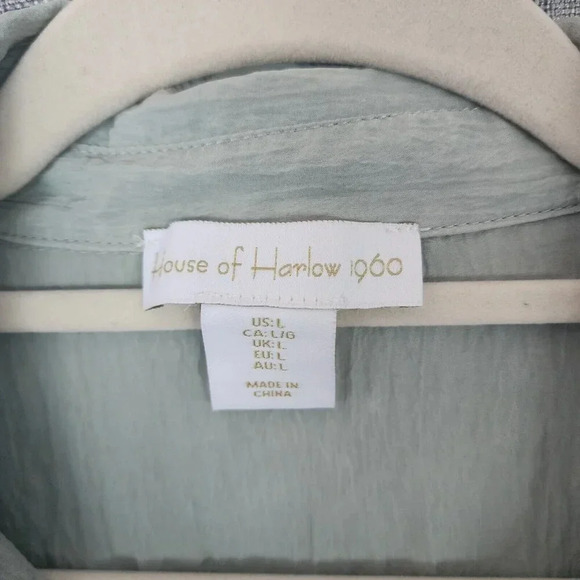 House of Harlow 1960
US: L
CA: L/G
UK: L
EU: L
AU: L
MADE IN
CHINA